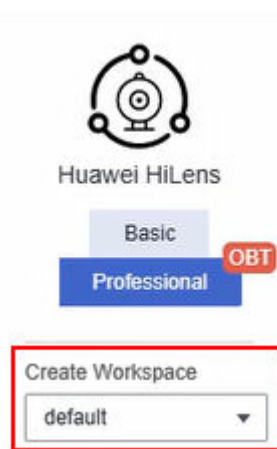 Huawei HiLens
Basic
OBT
Professional
Create Workspace
default